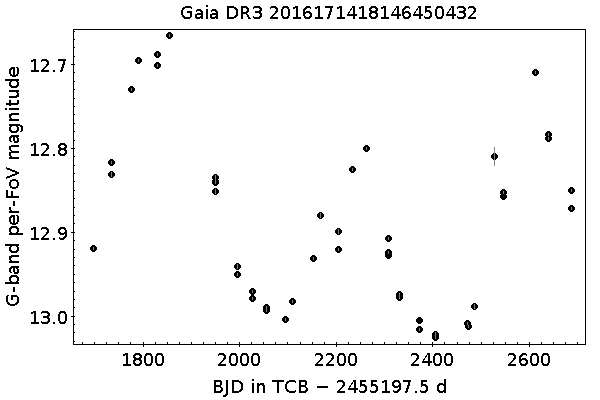 Gaia DR3 2016171418146450432
12.7
12.8
12.9
13.0
G-band per-FoV magnitude
1800 2000 2200 2400 2600
BJD in TCB − 2455197.5 d